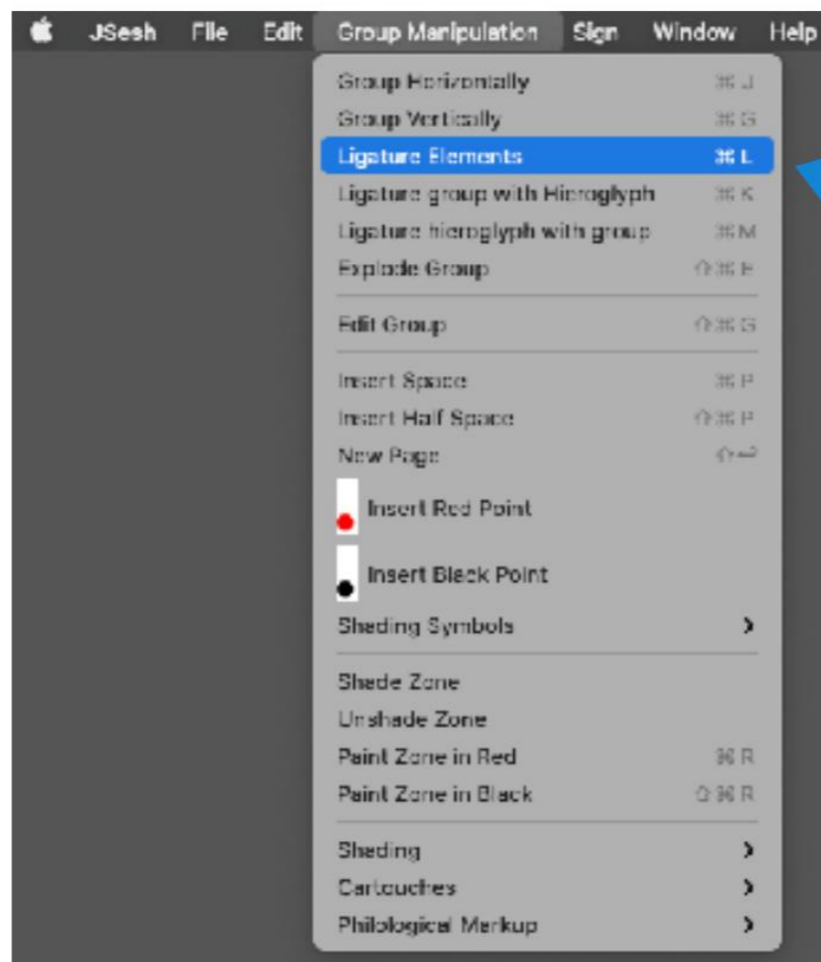 JSesh File Edit Group Manipulation Sign Window Help
Group Horizontally ⌘ J
Group Vertically ⌘ G
Ligature Elements ⌘ L
Ligature group with Hieroglyph ⌘ K
Ligature hieroglyph with group ⌘ M
Explode Group ⇧ ⌘ E
Edit Group ⇧ ⌘ G
Insert Space ⌘ P
Insert Half Space ⇧ ⌘ P
New Page ⇧ ↩
Insert Red Point
Insert Black Point
Shading Symbols
Shade Zone
Unshade Zone
Paint Zone in Red ⌘ R
Paint Zone in Black ⇧ ⌘ R
Shading
Cartouches
Philological Markup